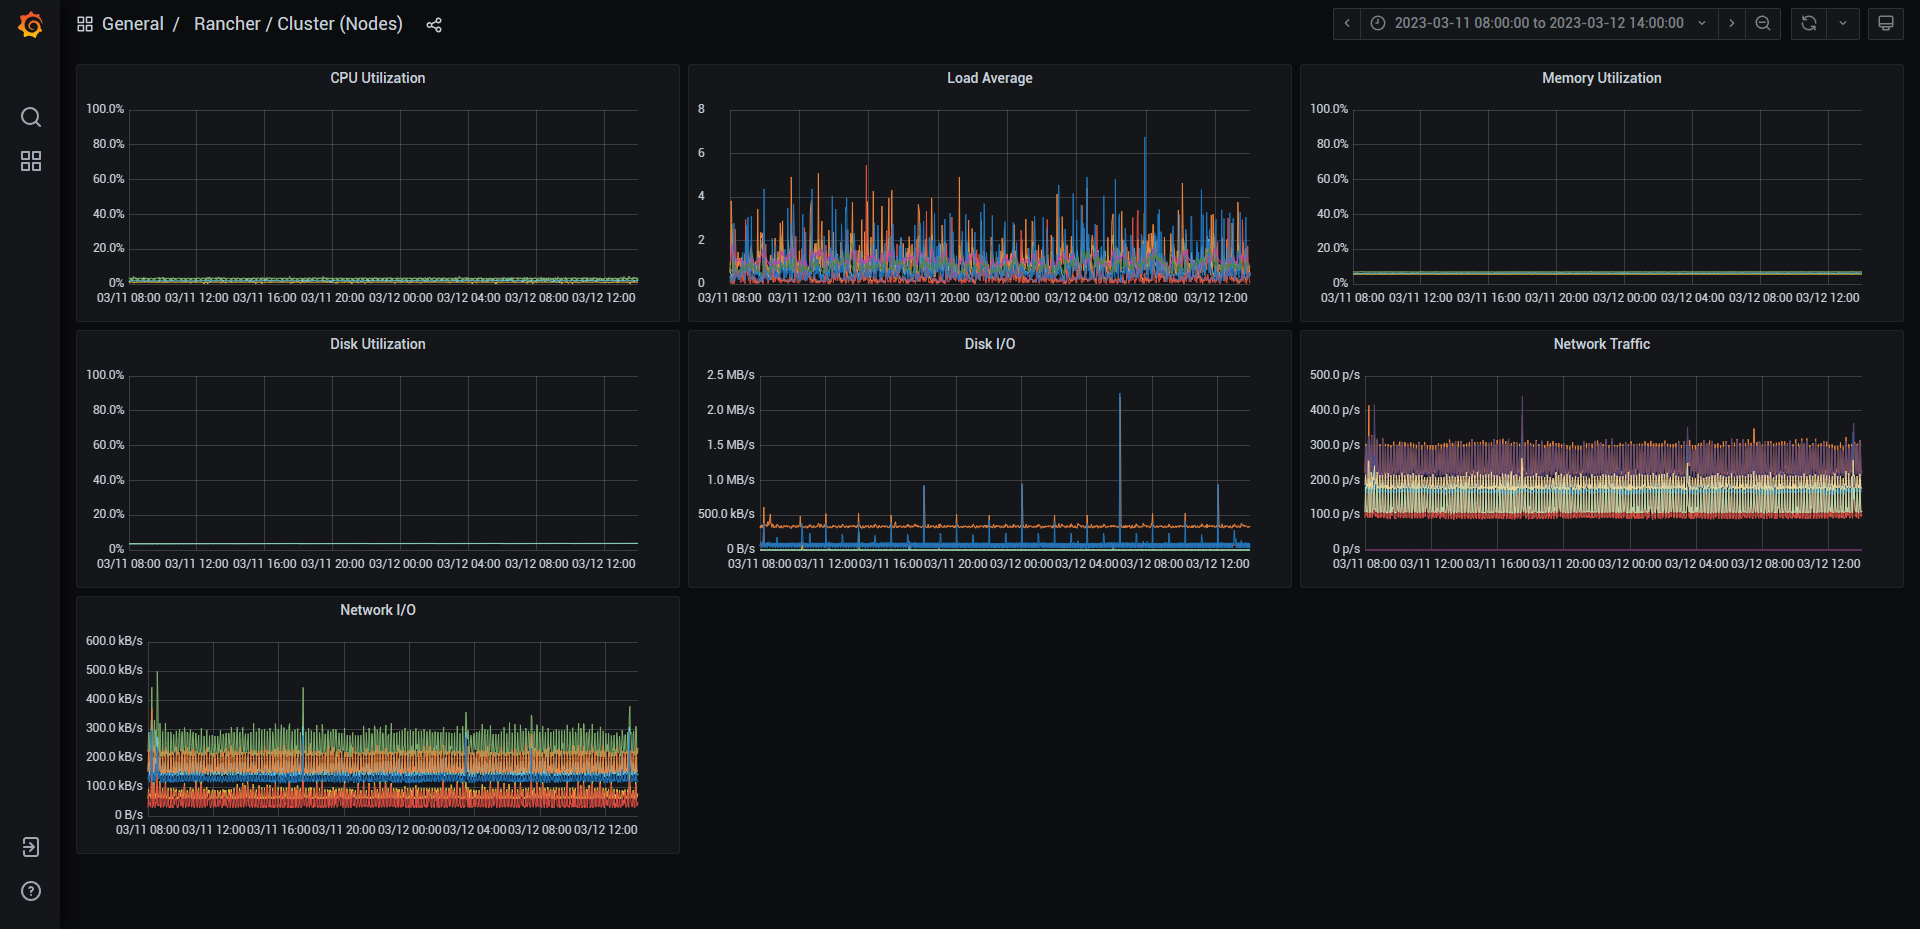 General / Rancher / Cluster (Nodes)
2023-03-11 08:00:00 to 2023-03-12 14:00:00
CPU Utilization
100.0%
80.0%
60.0%
40.0%
20.0%
0%
03/11 08:00 03/11 12:00 03/11 16:00 03/11 20:00 03/12 00:00 03/12 04:00 03/12 08:00 03/12 12:00
Load Average
8
6
4
2
0
03/11 08:00 03/11 12:00 03/11 16:00 03/11 20:00 03/12 00:00 03/12 04:00 03/12 08:00 03/12 12:00
Memory Utilization
100.0%
80.0%
60.0%
40.0%
20.0%
0%
03/11 08:00 03/11 12:00 03/11 16:00 03/11 20:00 03/12 00:00 03/12 04:00 03/12 08:00 03/12 12:00
Disk Utilization
100.0%
80.0%
60.0%
40.0%
20.0%
0%
03/11 08:00 03/11 12:00 03/11 16:00 03/11 20:00 03/12 00:00 03/12 04:00 03/12 08:00 03/12 12:00
Disk I/O
2.5 MB/s
2.0 MB/s
1.5 MB/s
1.0 MB/s
500.0 kB/s
0 B/s
03/11 08:00 03/11 12:00 03/11 16:00 03/11 20:00 03/12 00:00 03/12 04:00 03/12 08:00 03/12 12:00
Network Traffic
500.0 p/s
400.0 p/s
300.0 p/s
200.0 p/s
100.0 p/s
0 p/s
03/11 08:00 03/11 12:00 03/11 16:00 03/11 20:00 03/12 00:00 03/12 04:00 03/12 08:00 03/12 12:00
Network I/O
600.0 kB/s
500.0 kB/s
400.0 kB/s
300.0 kB/s
200.0 kB/s
100.0 kB/s
0 B/s
03/11 08:00 03/11 12:00 03/11 16:00 03/11 20:00 03/12 00:00 03/12 04:00 03/12 08:00 03/12 12:00